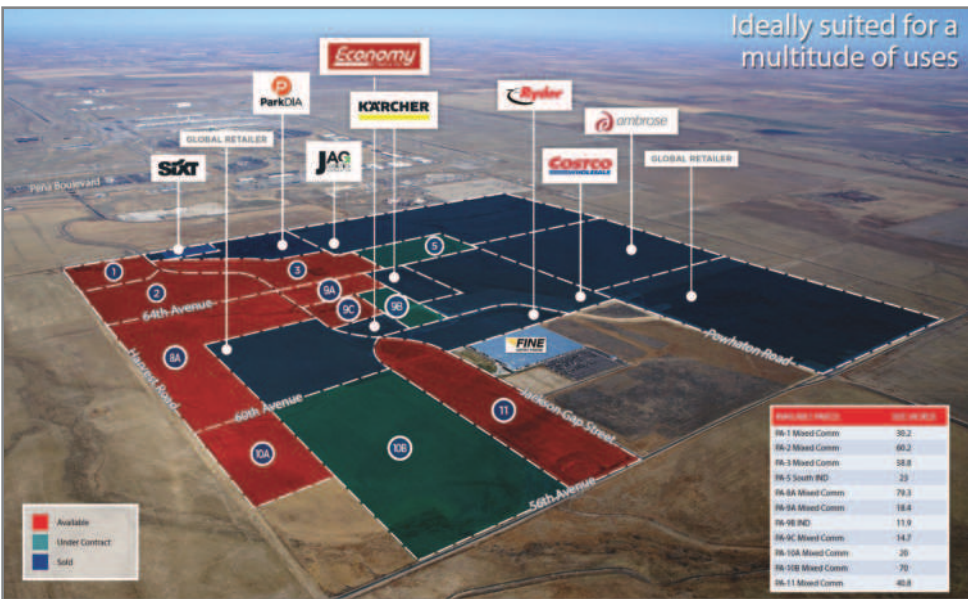 Ideally suited for a
multitude of uses
Economy
P
ParkDIA
KÄRCHER
Ryder
ambrose
GLOBAL RETAILER
SIXT
JAG
COSTCO
WHOLESALE
GLOBAL RETAILER
Pena Boulevard
1
2
3
5
9A
9B
9C
64th Avenue
8A
Harvest Road
FINE
Powhaton Road
60th Avenue
Jackson Gap Street
11
10A
10B
56th Avenue
Available
Under Contract
Sold
PA-1 Mixed Comm 30.2
PA-2 Mixed Comm 60.2
PA-3 Mixed Comm 58.8
PA-5 South IND 23
PA-8A Mixed Comm 79.3
PA-9A Mixed Comm 18.4
PA-9B IND 11.9
PA-9C Mixed Comm 14.7
PA-10A Mixed Comm 20
PA-10B Mixed Comm 70
PA-11 Mixed Comm 40.8